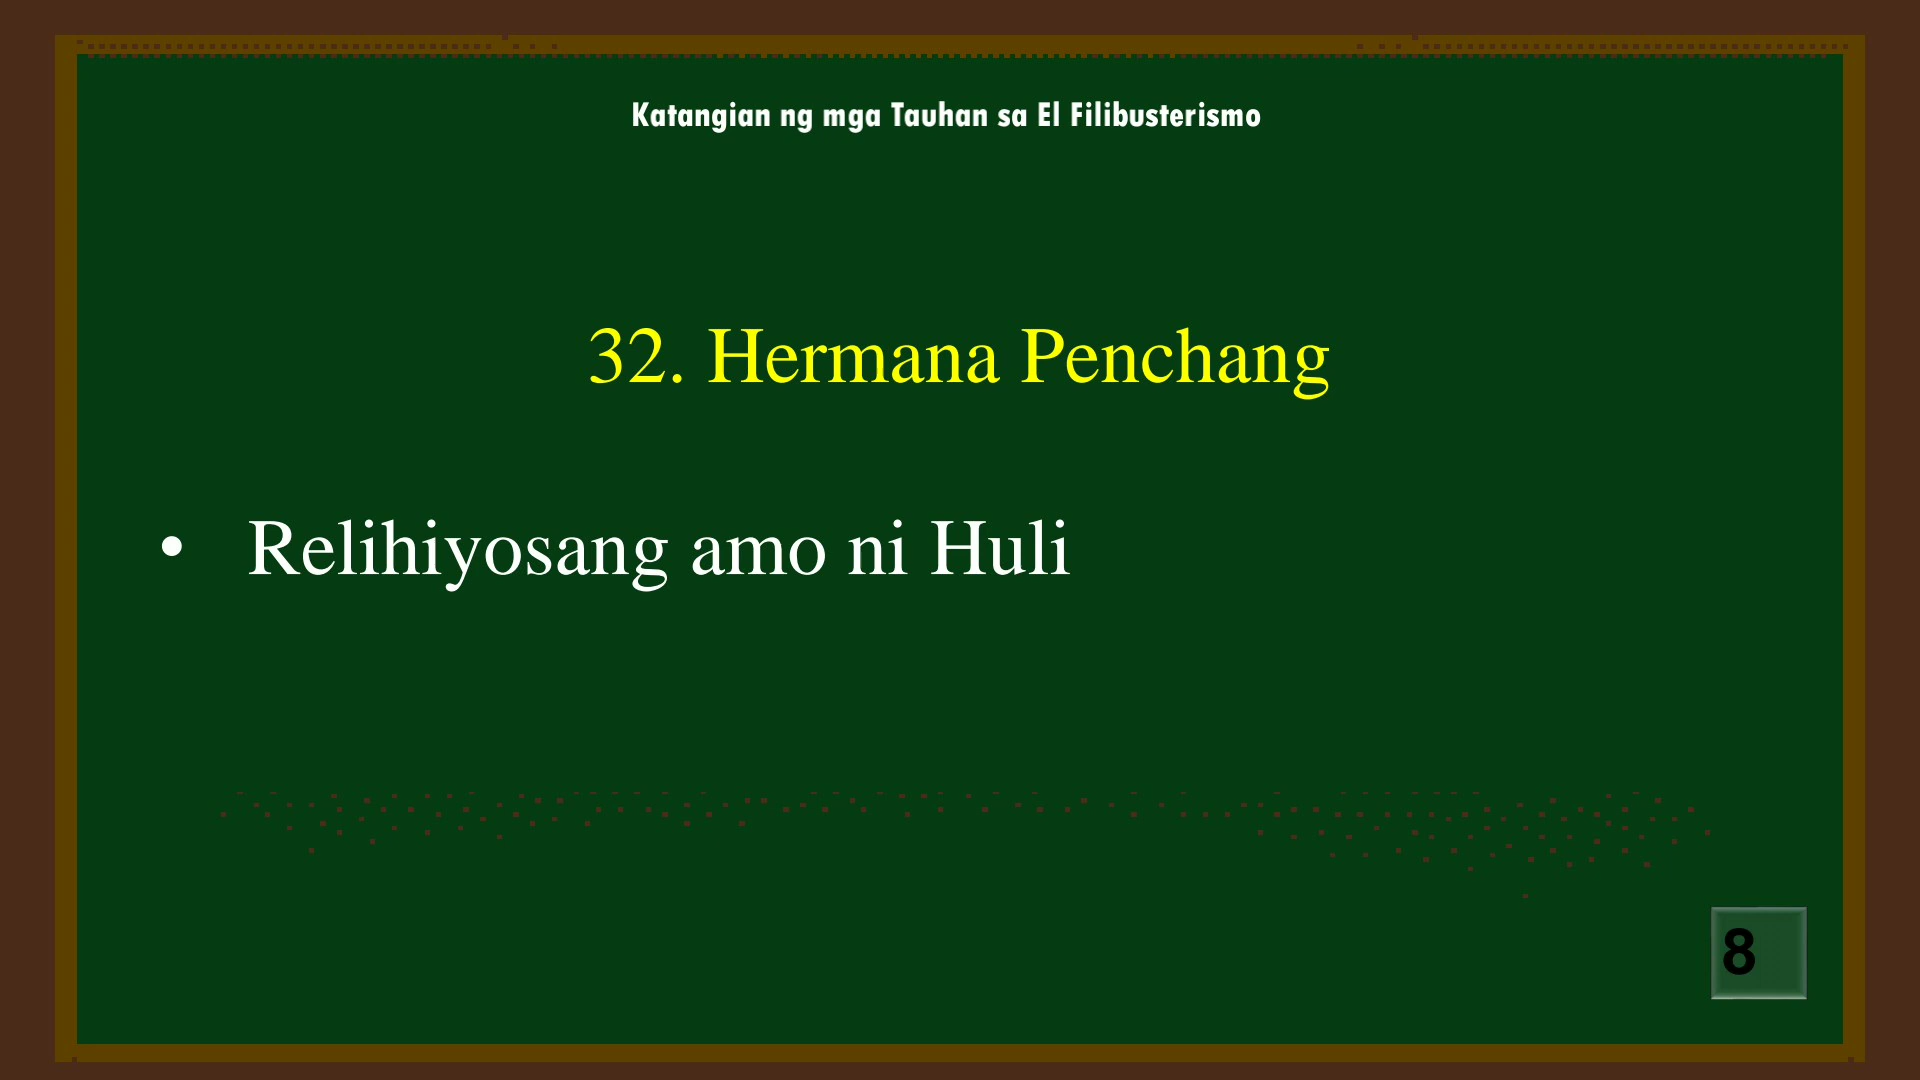 Katangian ng mga Tauhan sa El Filibusterismo
32. Hermana Penchang
• Relihiyosang amo ni Huli
8